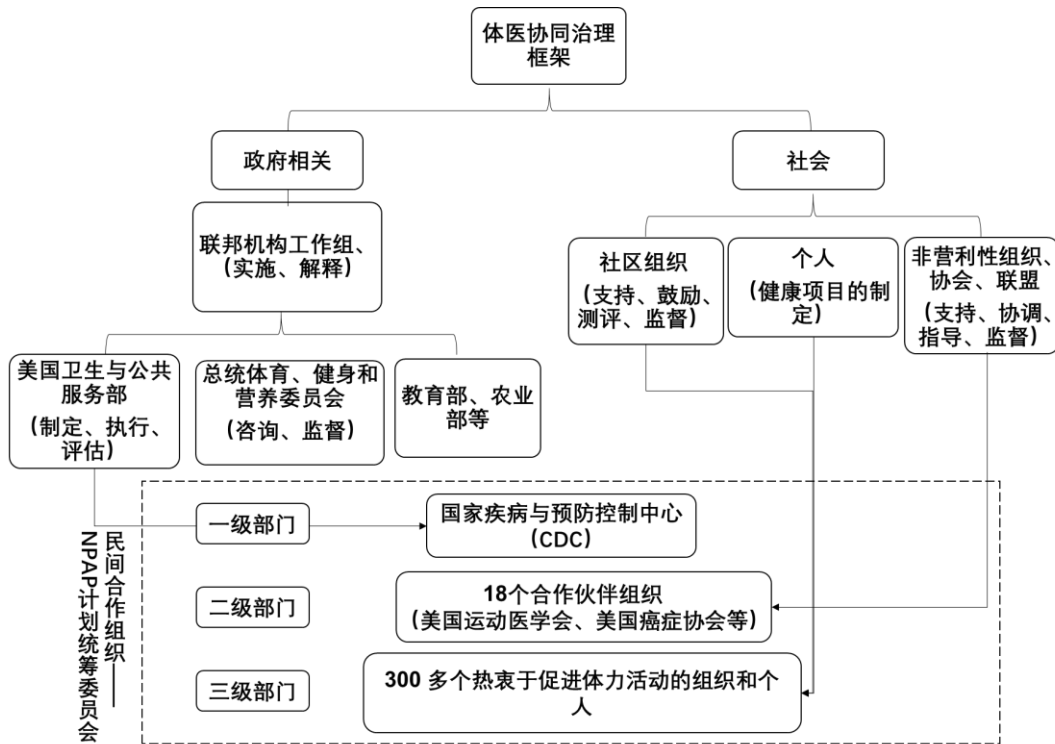 体医协同治理
框架
政府相关
社会
联邦机构工作组、
（实施、解释）
社区组织
（支持、鼓励、
测评、监督）
个人
（健康项目的制
定）
非营利性组织、
协会、联盟
（支持、协调、
指导、监督）
美国卫生与公共
服务部
（制定、执行、
评估）
总统体育、健身和
营养委员会
（咨询、监督）
教育部、农业
部等
民间合作组织——
NPAP计划统筹委员会
一级部门
国家疾病与预防控制中心
（CDC）
二级部门
18个合作伙伴组织
（美国运动医学会、美国癌症协会等）
三级部门
300 多个热衷于促进体力活动的组织和个
人